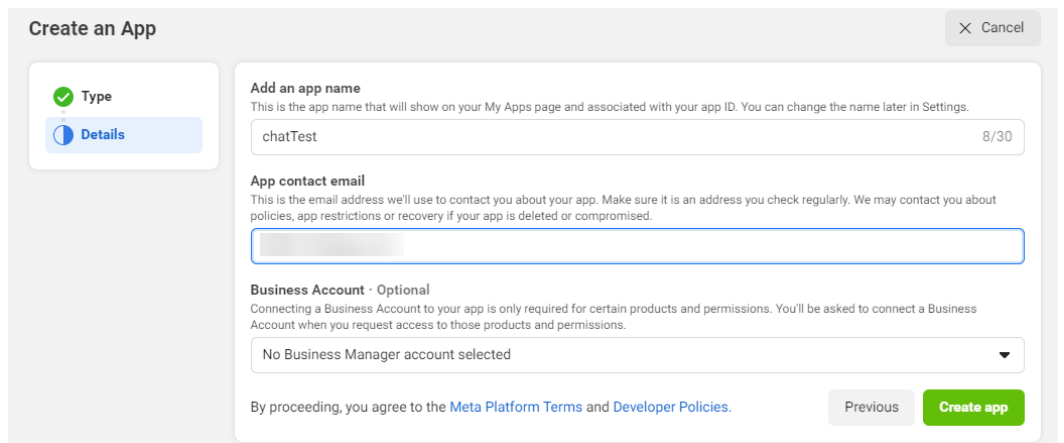 Create an App
Cancel
Type
Details
Add an app name
This is the app name that will show on your My Apps page and associated with your app ID. You can change the name later in Settings.
chatTest
8/30
App contact email
This is the email address we'll use to contact you about your app. Make sure it is an address you check regularly. We may contact you about
policies, app restrictions or recovery if your app is deleted or compromised.
Business Account · Optional
Connecting a Business Account to your app is only required for certain products and permissions. You'll be asked to connect a Business
Account when you request access to those products and permissions.
No Business Manager account selected
By proceeding, you agree to the Meta Platform Terms and Developer Policies.
Previous
Create app